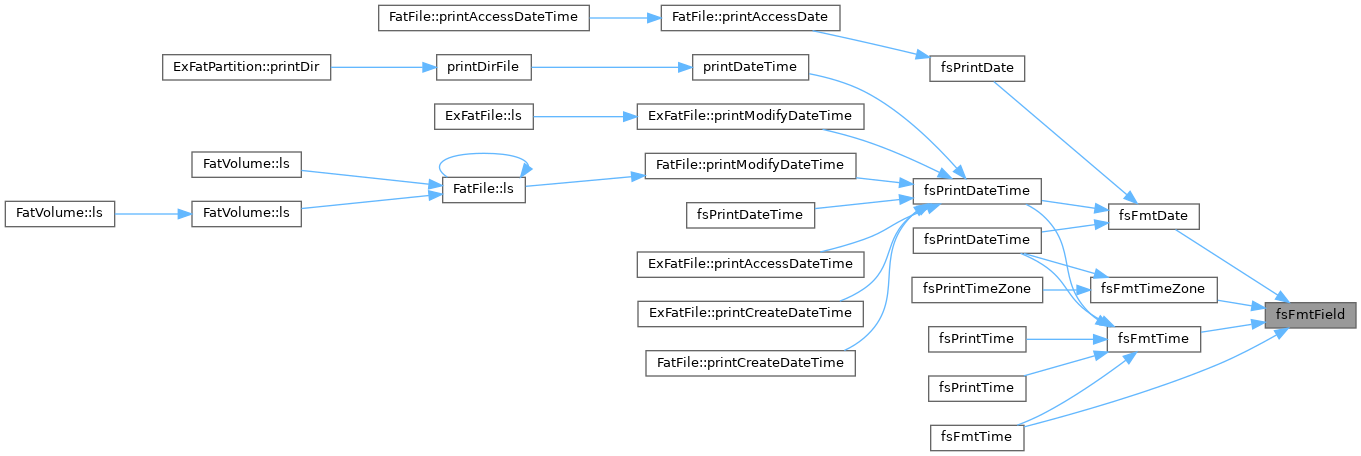 FatFile::printAccessDateTime
FatFile::printAccessDate
ExFatPartition::printDir
printDirFile
printDateTime
fsPrintDate
ExFatFile::ls
ExFatFile::printModifyDateTime
FatVolume::ls
FatFile::ls
FatFile::printModifyDateTime
fsPrintDateTime
FatVolume::ls
FatVolume::ls
fsPrintDateTime
fsFmtDate
fsPrintDateTime
ExFatFile::printAccessDateTime
fsPrintTimeZone
fsFmtTimeZone
ExFatFile::printCreateDateTime
fsFmtField
fsPrintTime
fsFmtTime
FatFile::printCreateDateTime
fsPrintTime
fsFmtTime